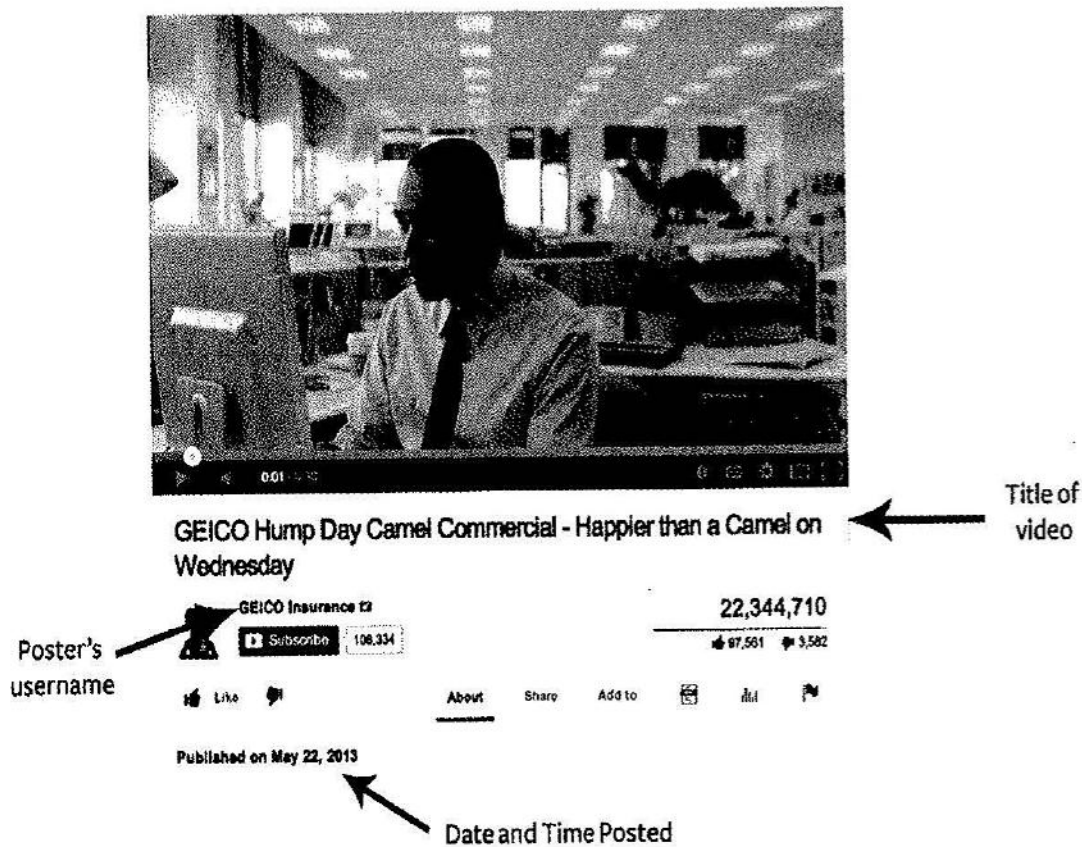 0:01
GEICO Hump Day Camel Commercial - Happier than a Camel on
Wednesday
Title of
video
GEICO Insurance
Subscribe 106,334
22,344,710
97,561 3,582
Poster's
username
Like
About Share Add to
Published on May 22, 2013
Date and Time Posted